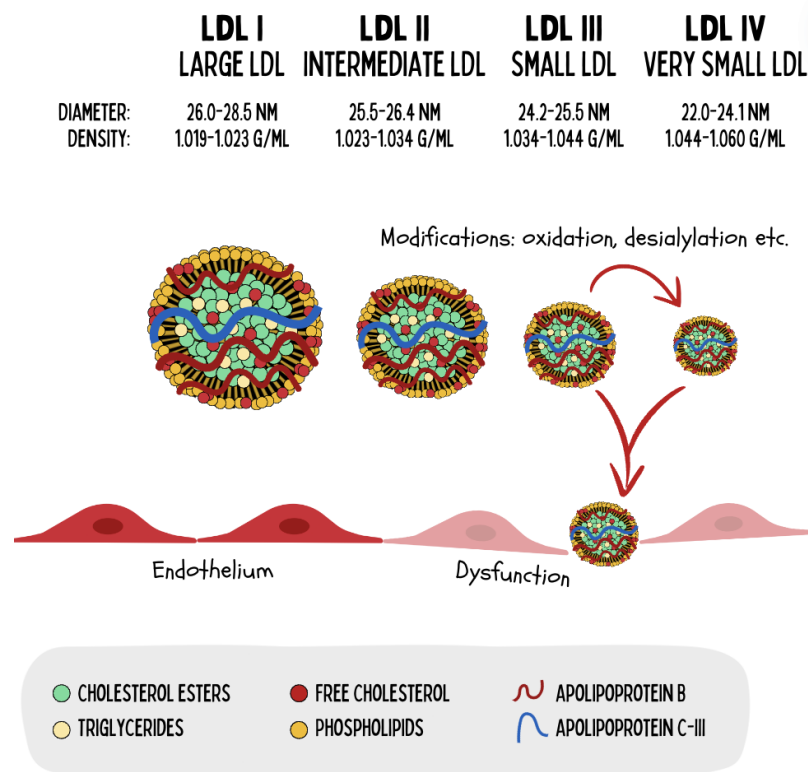 LDL I LDL II LDL III LDL IV
LARGE LDL INTERMEDIATE LDL SMALL LDL VERY SMALL LDL
DIAMETER: 26.0-28.5 NM 25.5-26.4 NM 24.2-25.5 NM 22.0-24.1 NM
DENSITY: 1.019-1.023 G/ML 1.023-1.034 G/ML 1.034-1.044 G/ML 1.044-1.060 G/ML
Modifications: oxidation, desialylation etc.
Endothelium Dysfunction
CHOLESTEROL ESTERS FREE CHOLESTEROL APOLIPOPROTEIN B
TRIGLYCERIDES PHOSPHOLIPIDS APOLIPOPROTEIN C-III